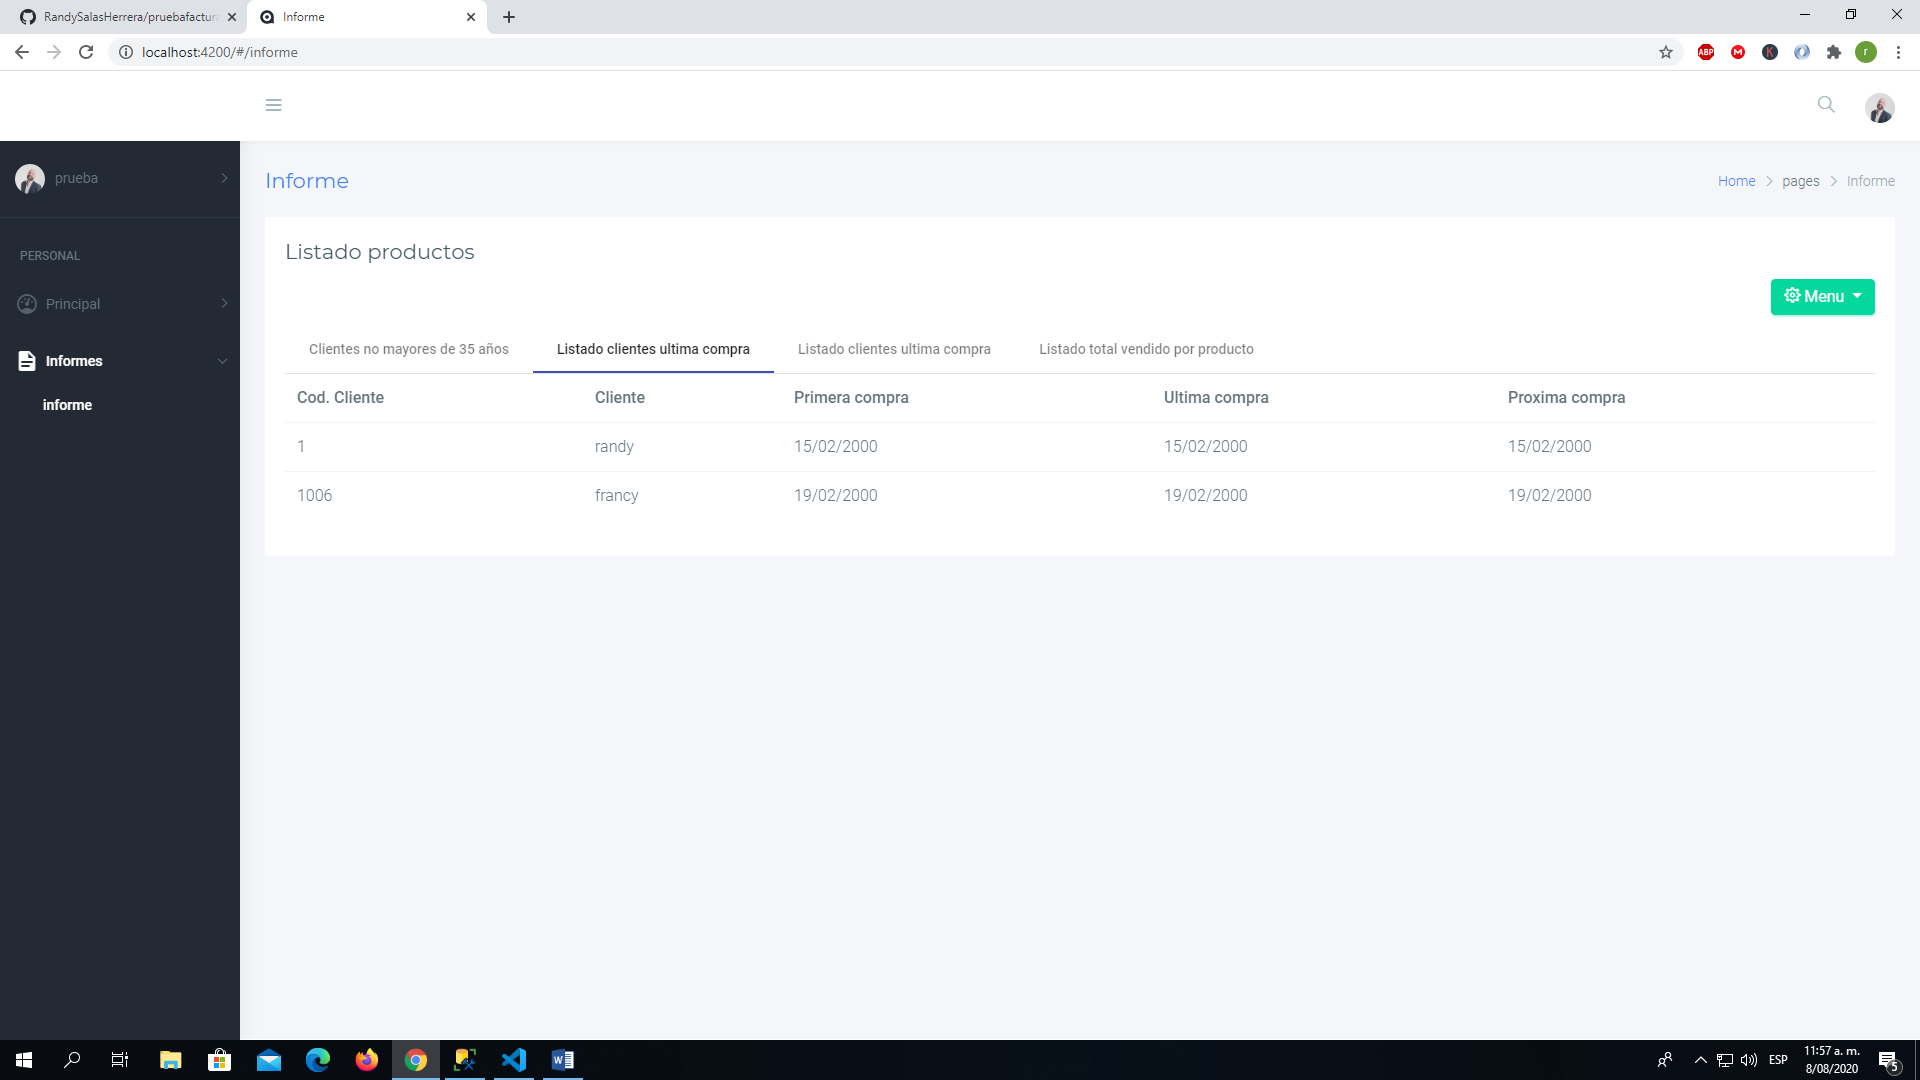 RandySalasHerrera/pruebafactura
Informe
localhost:4200/#/informe
ABP
M
K
r
prueba
Informe
Home
pages
Informe
PERSONAL
Listado productos
Principal
Menu
Clientes no mayores de 35 años
Listado clientes ultima compra
Listado clientes ultima compra
Listado total vendido por producto
Informes
informe
Cod. Cliente
Cliente
Primera compra
Ultima compra
Proxima compra
1
randy
15/02/2000
15/02/2000
15/02/2000
1006
francy
19/02/2000
19/02/2000
19/02/2000
ESP
11:57 a. m.
8/08/2020
5